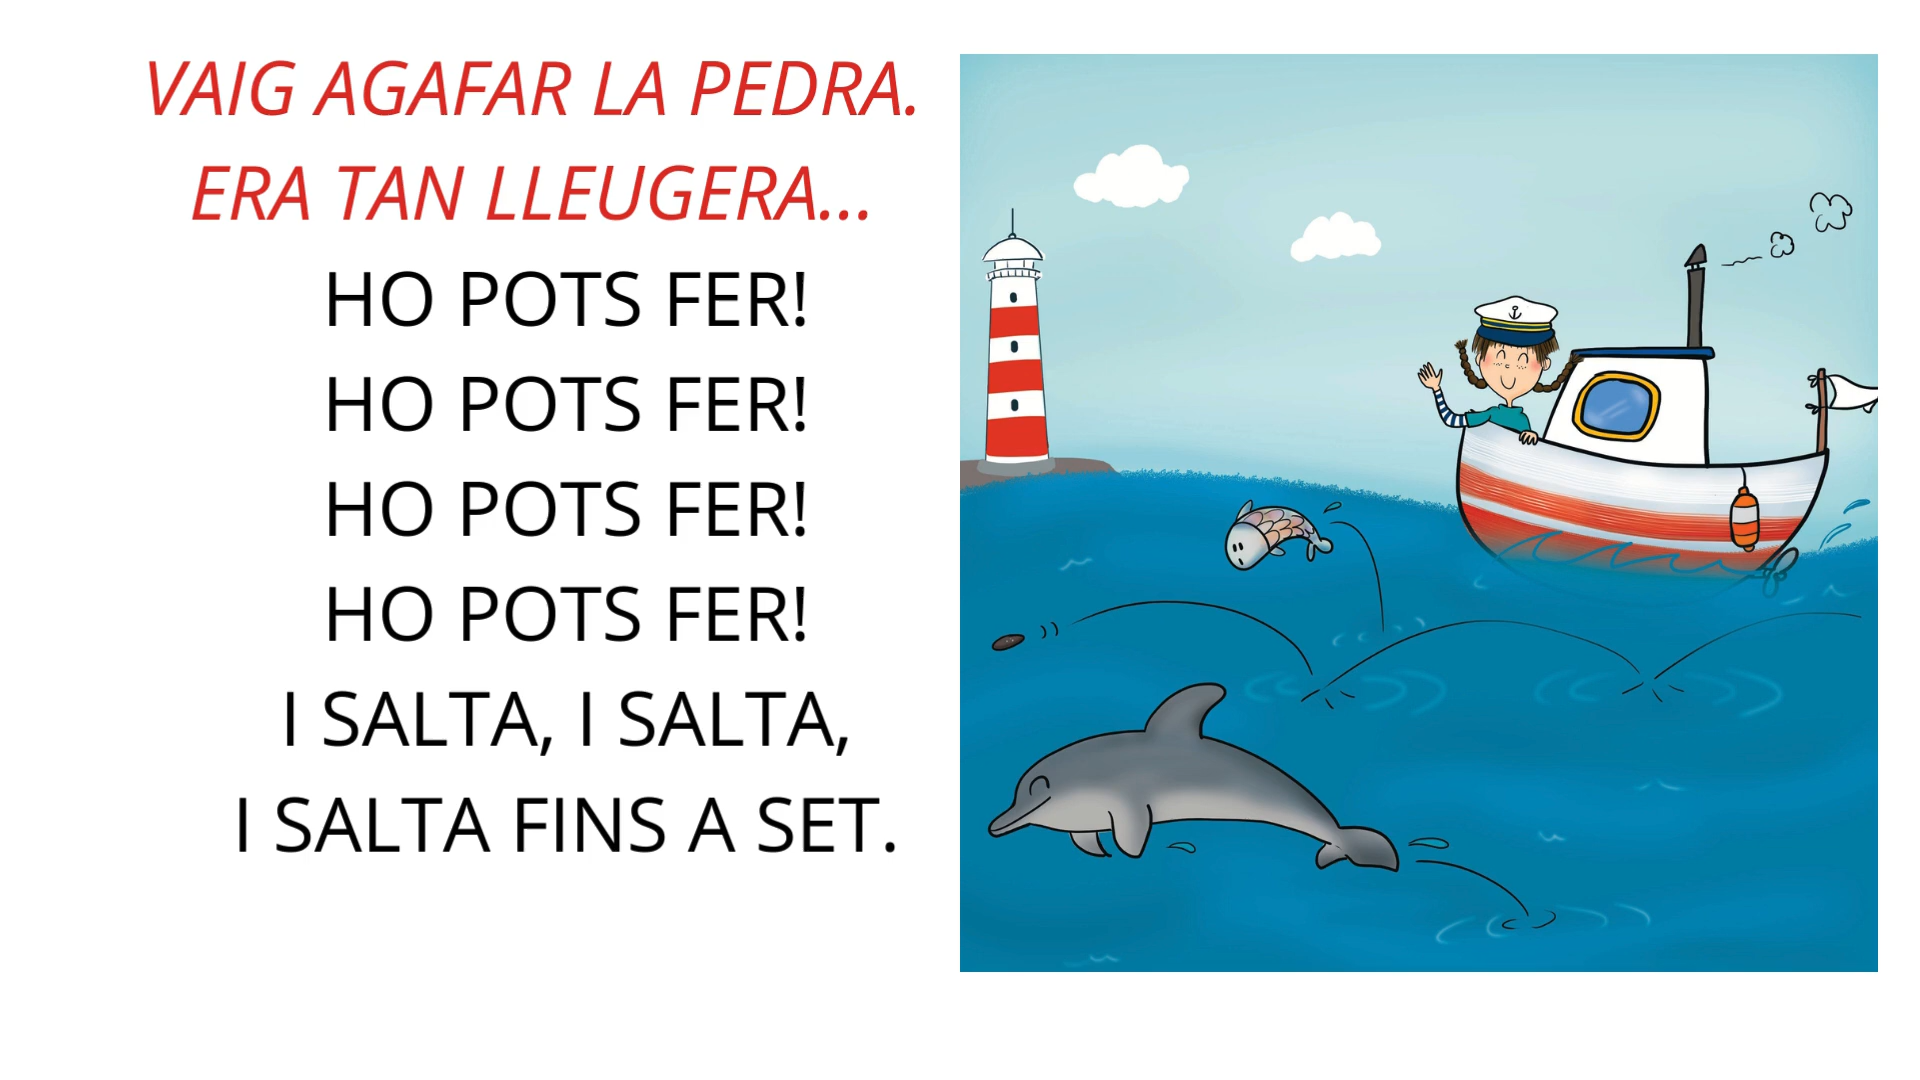 VAIG AGAFAR LA PEDRA.
ERA TAN LLEUGERA...
HO POTS FER!
HO POTS FER!
HO POTS FER!
HO POTS FER!
I SALTA, I SALTA,
I SALTA FINS A SET.